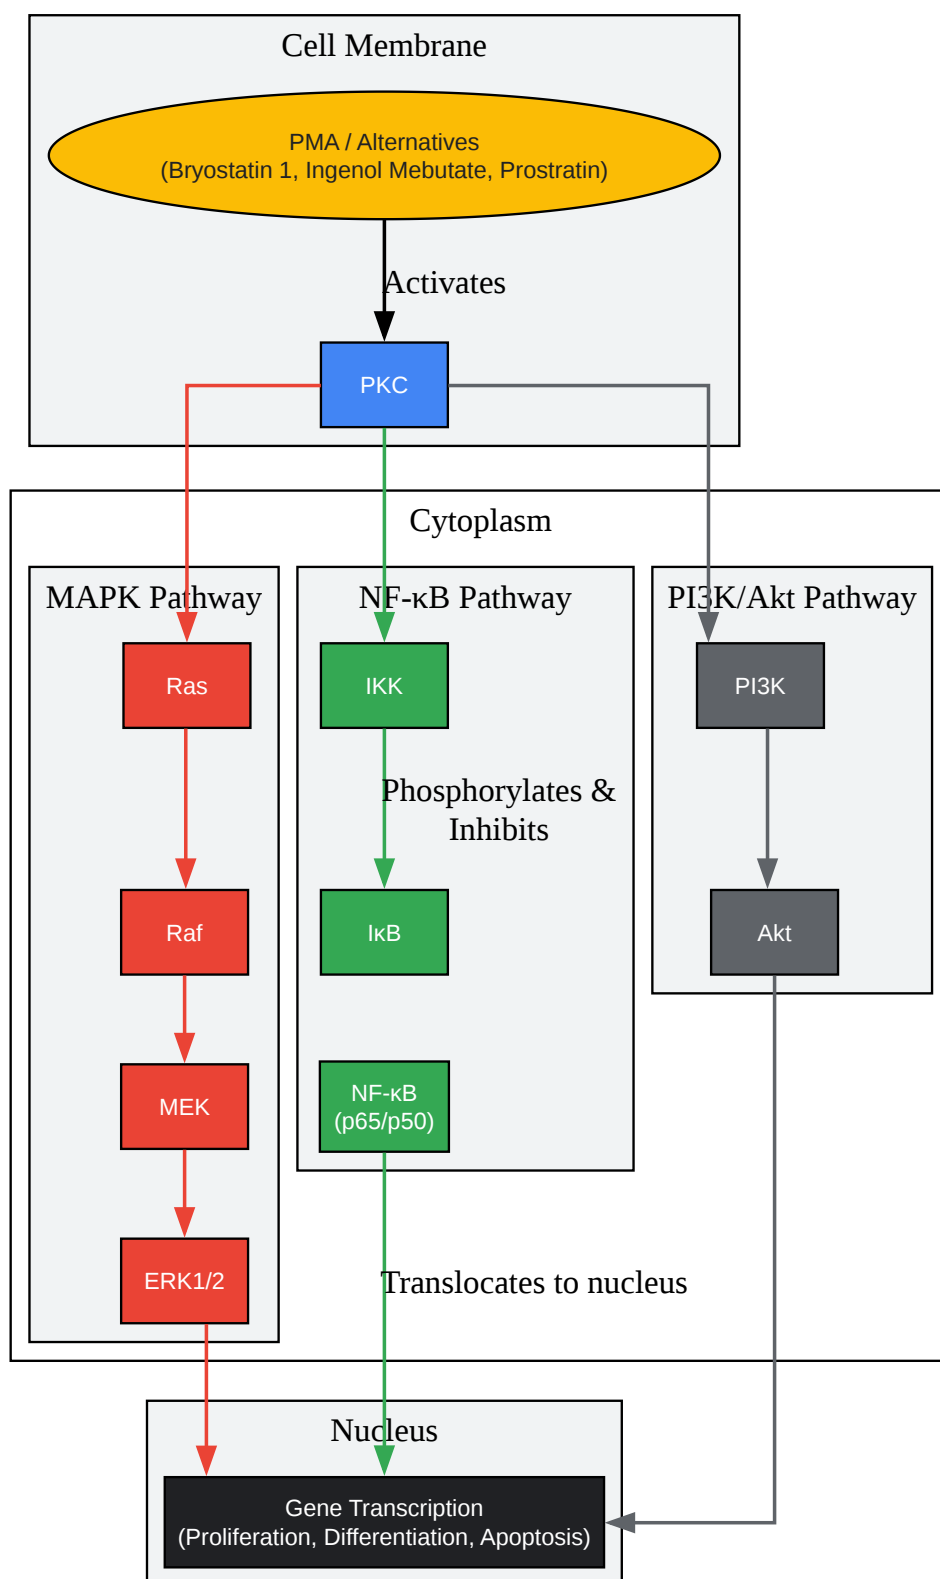 Cell Membrane
PMA / Alternatives
(Bryostatin 1, Ingenol Mebutate, Prostratin)
Activates
PKC
Cytoplasm
MAPK Pathway
NF-κB Pathway
PI3K/Akt Pathway
Ras
IKK
PI3K
Phosphorylates &
Inhibits
Raf
IκB
Akt
MEK
NF-κB
(p65/p50)
ERK1/2
Translocates to nucleus
Nucleus
Gene Transcription
(Proliferation, Differentiation, Apoptosis)